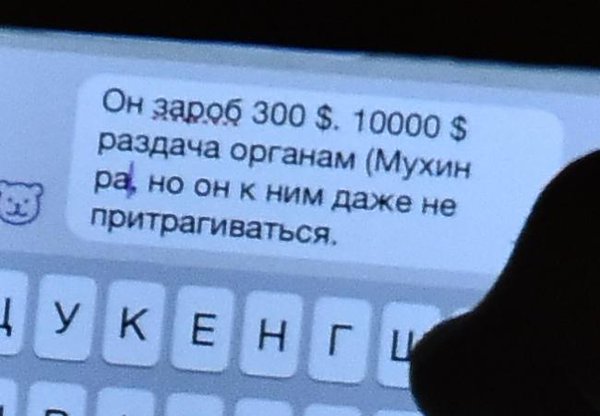 Он зароб 300 $. 10000 $
раздача органам (Мухин
ра, но он к ним даже не
притрагиваться.
У К Е Н Г